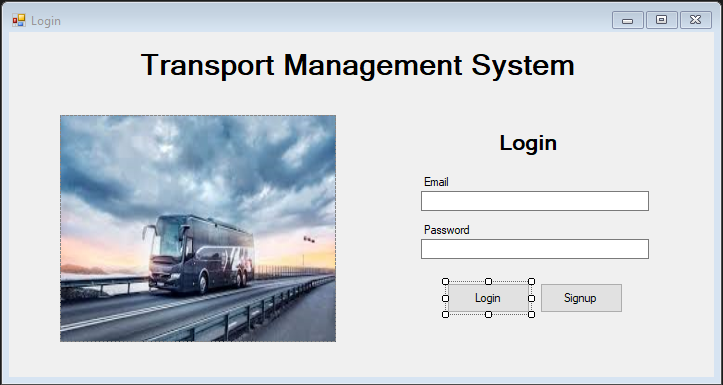 Login
Transport Management System
Login
Email
Password
Login Signup